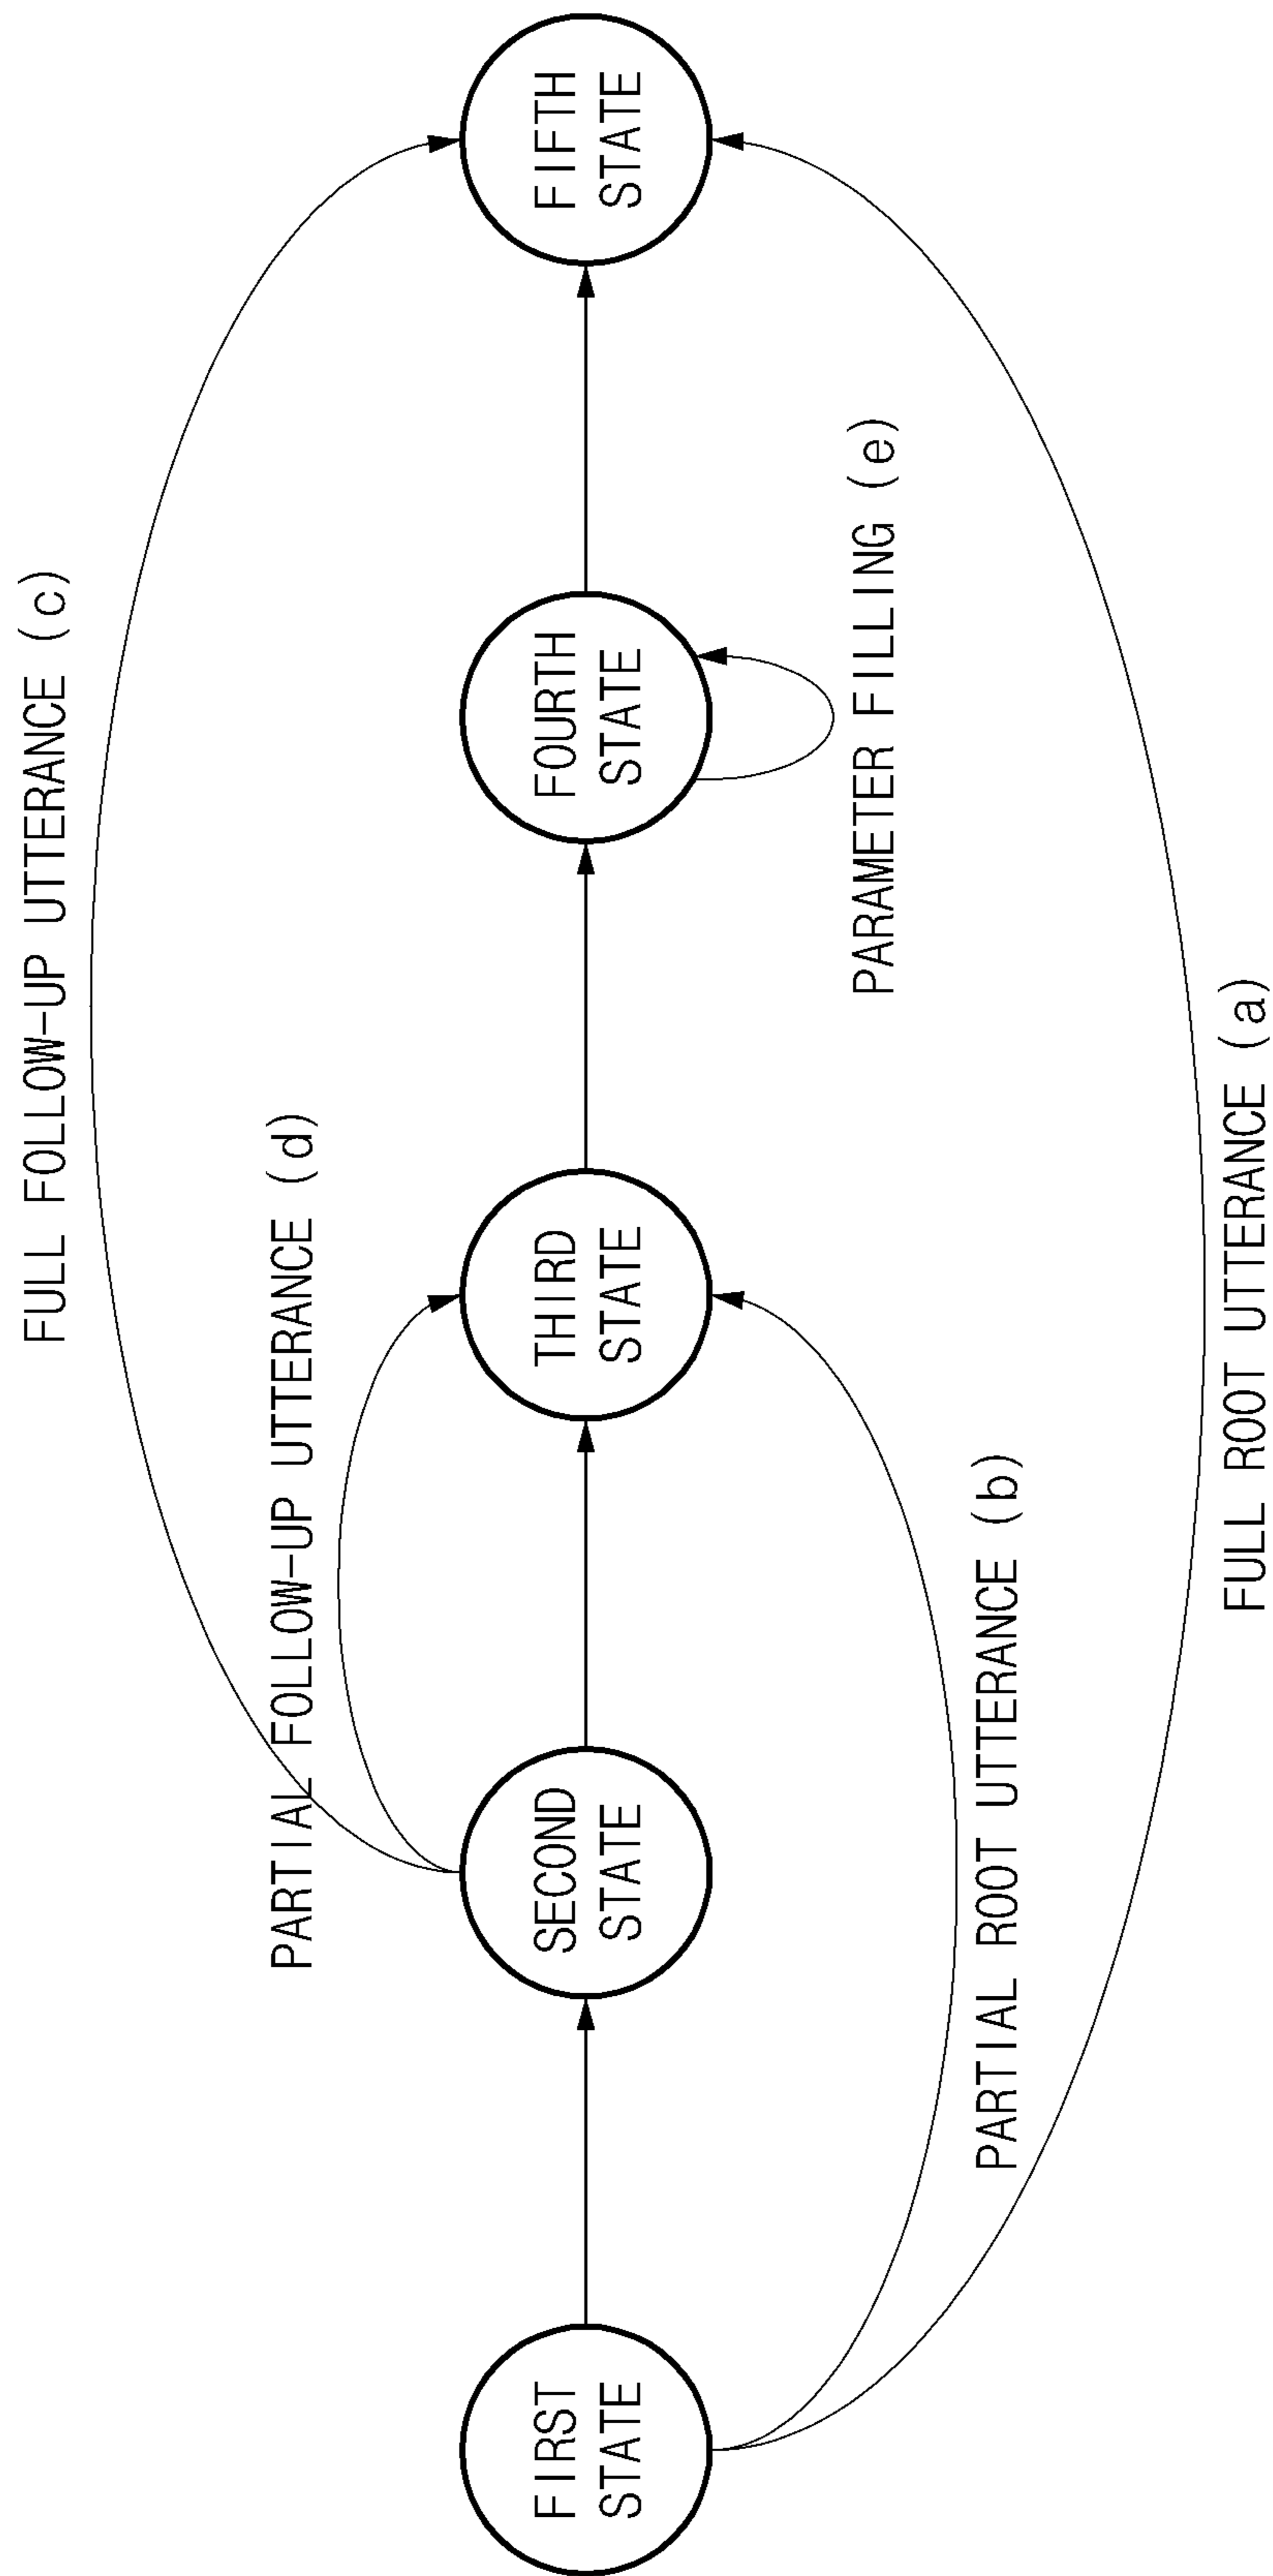 FULL FOLLOW-UP UTTERANCE (c)
PARTIAL FOLLOW-UP UTTERANCE (d)
FIRST
STATE
SECOND
STATE
THIRD
STATE
FOURTH
STATE
FIFTH
STATE
PARAMETER FILLING (e)
PARTIAL ROOT UTTERANCE (b)
FULL ROOT UTTERANCE (a)